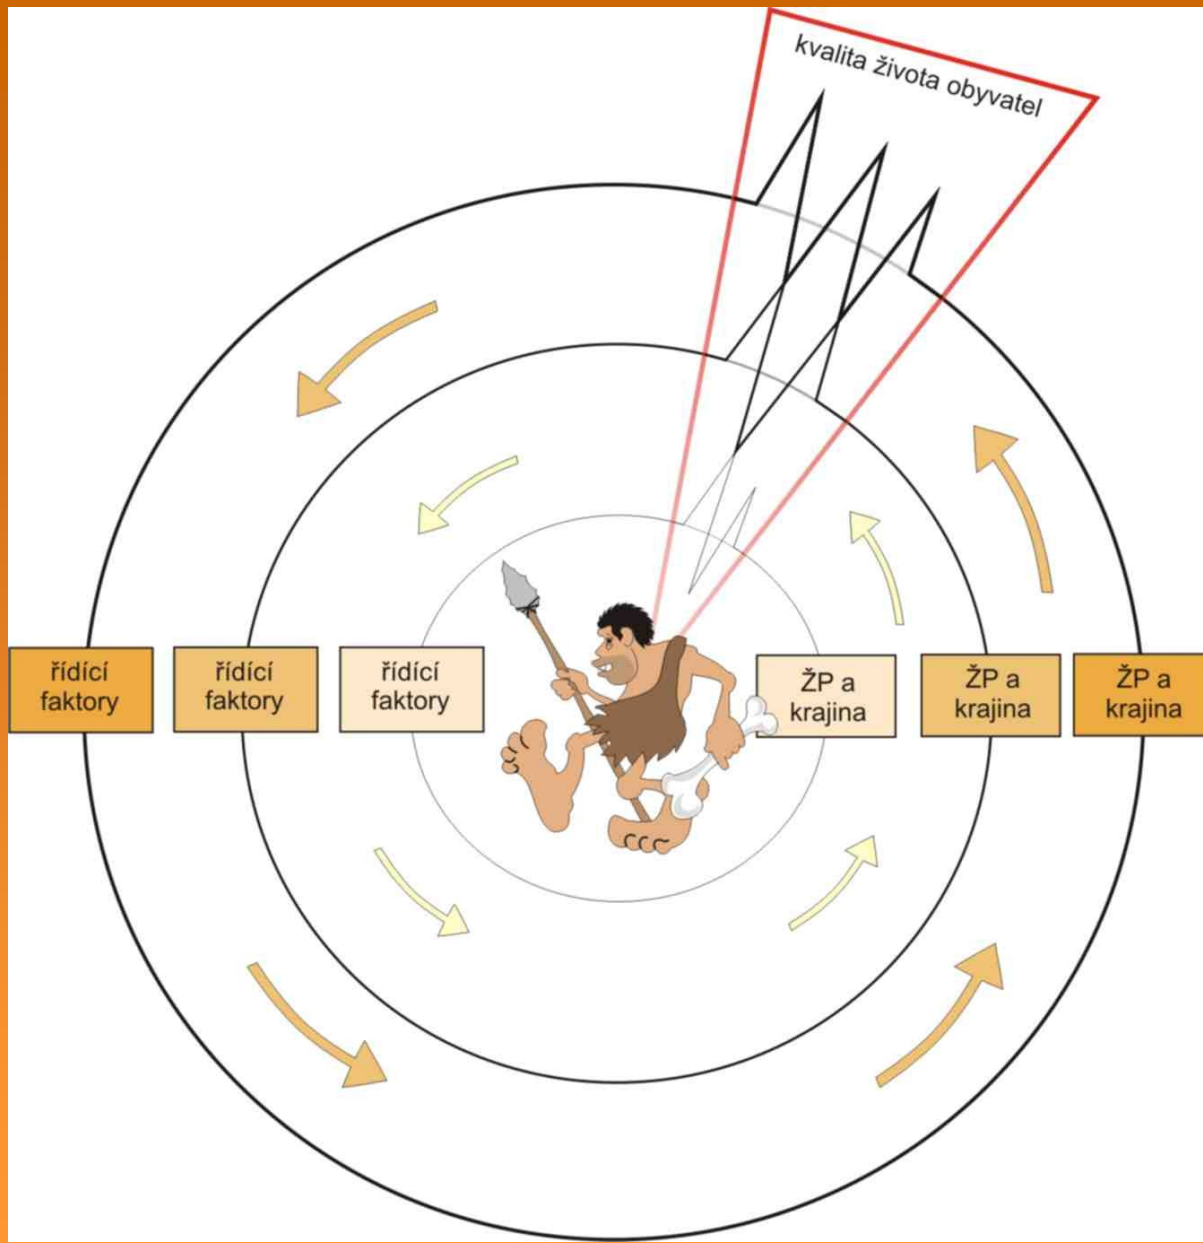 kvalita života obyvatel
řídící
faktory
řídící
faktory
řídící
faktory
ŽP a
krajina
ŽP a
krajina
ŽP a
krajina